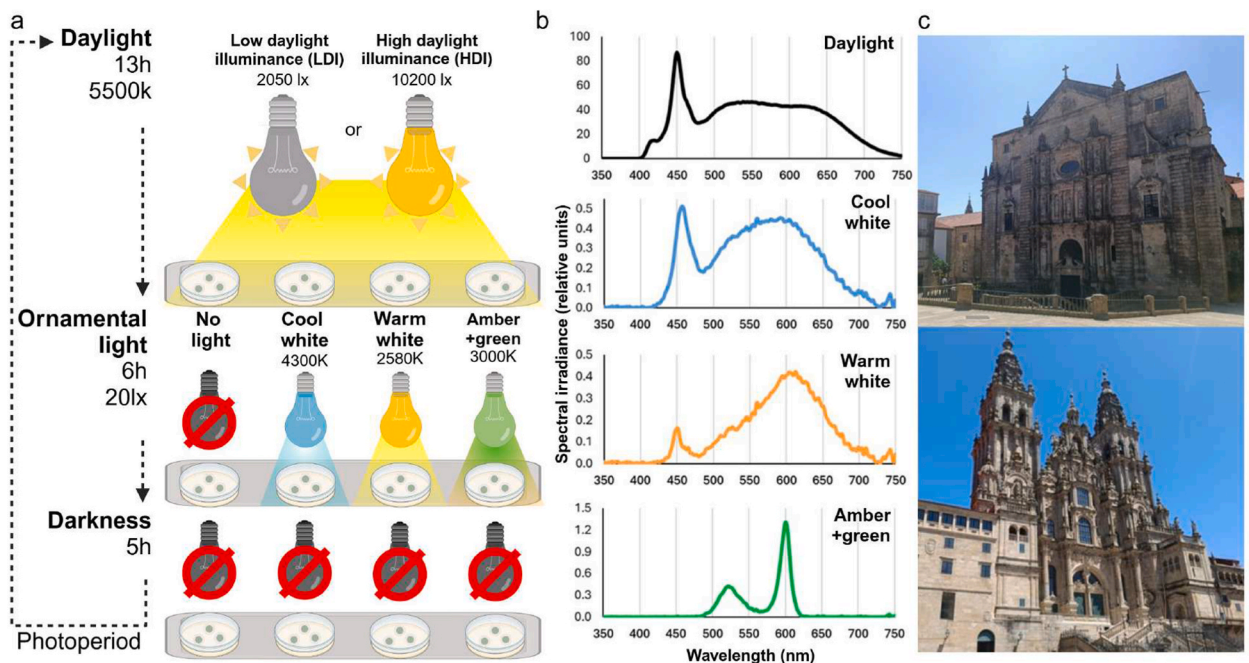 a
Daylight
13h
5500k
Low daylight
illuminance (LDI)
2050 lx
or
High daylight
illuminance (HDI)
10200 lx
Ornamental
light
6h
20lx
No
light
Cool
white
4300K
Warm
white
2580K
Amber
+green
3000K
Darkness
5h
Photoperiod
b
Spectral irradiance (relative units)
Daylight
100
80
60
40
20
0
350 400 450 500 550 600 650 700 750
Cool
white
0.5
0.4
0.3
0.2
0.1
0.0
350 400 450 500 550 600 650 700 750
Warm
white
0.5
0.4
0.3
0.2
0.1
0.0
350 400 450 500 550 600 650 700 750
Amber
+green
1.5
1.2
0.9
0.6
0.3
0.0
350 400 450 500 550 600 650 700 750
Wavelength (nm)
c